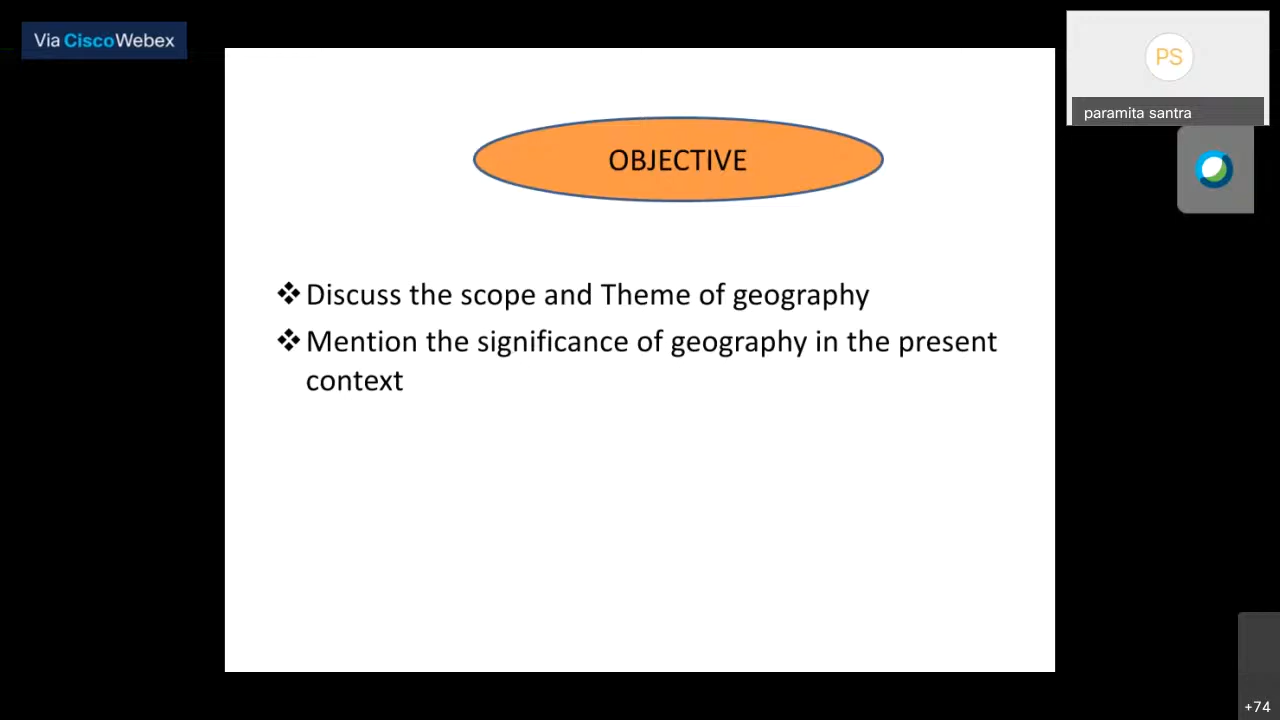 Via CiscoWebex
PS
paramita santra
OBJECTIVE
❖ Discuss the scope and Theme of geography
❖ Mention the significance of geography in the present
context
+74